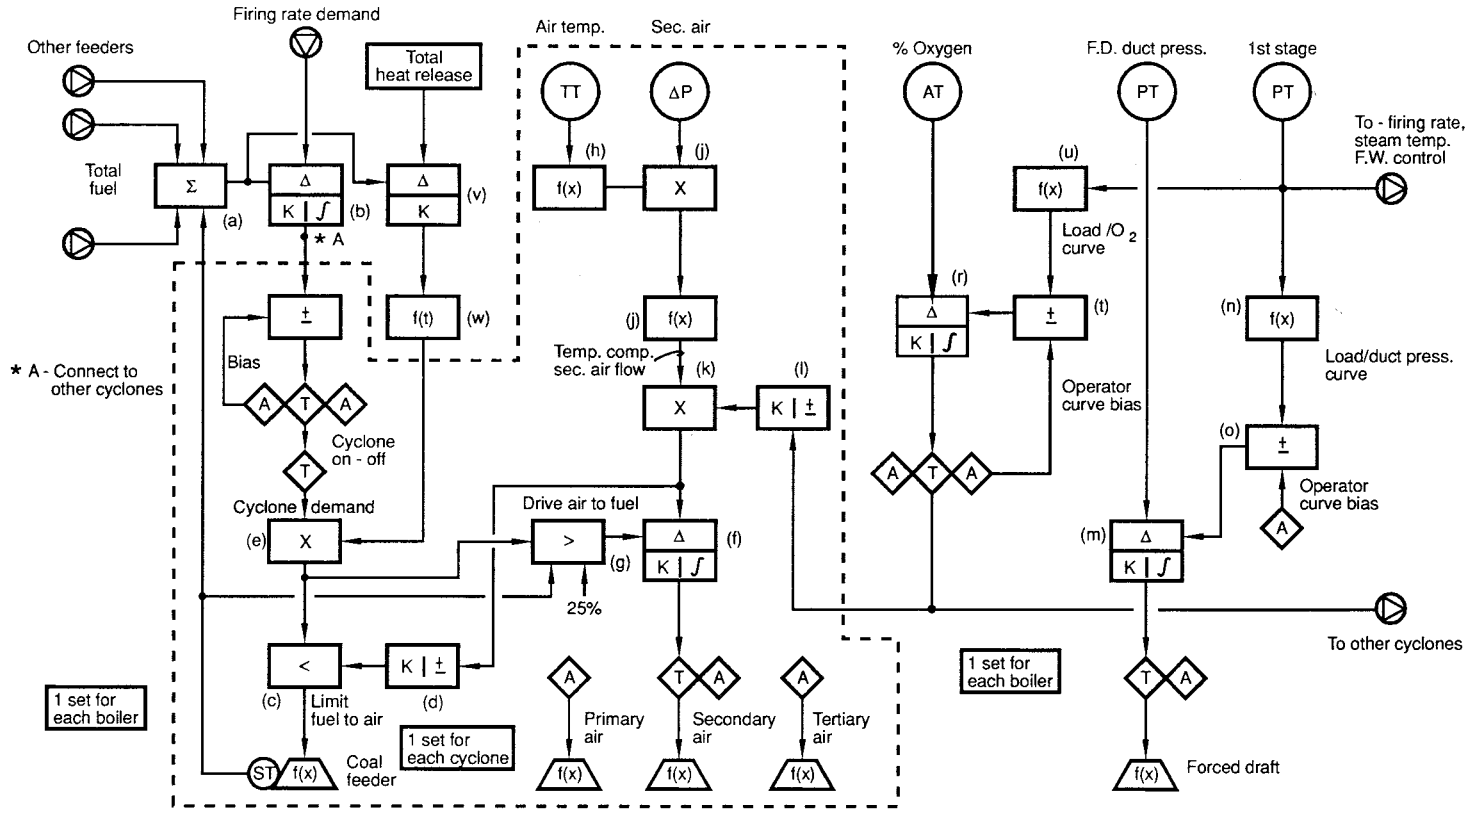 Firing rate demand
Other feeders
Total
heat release
Air temp.
Sec. air
% Oxygen
F.D. duct press.
1st stage
TT
ΔP
AT
PT
PT
To - firing rate,
steam temp.
F.W. control
Total
fuel
Σ
(a)
Δ
K | ∫
(b)
* A
Δ
K
(v)
(h)
f(x)
(j)
X
(u)
f(x)
Load /O2
curve
±
Bias
f(t)
(w)
(j)
f(x)
Temp. comp.
sec. air flow
(r)
Δ
K | ∫
±
(t)
(n)
f(x)
Load/duct press.
curve
* A - Connect to
other cyclones
A
T
A
Cyclone
on - off
T
(k)
X
(l)
K | ±
Operator
curve bias
(o)
±
Operator
curve bias
A
A
T
A
Cyclone demand
(e)
X
Drive air to fuel
>
(g)
25%
Δ
K | ∫
(f)
(m)
Δ
K | ∫
To other cyclones
<
(c)
Limit
fuel to air
K | ±
(d)
1 set for
each boiler
1 set for
each cyclone
1 set for
each boiler
A
Primary
air
T
A
Secondary
air
A
Tertiary
air
T
A
ST
f(x)
Coal
feeder
f(x)
f(x)
f(x)
f(x)
Forced draft